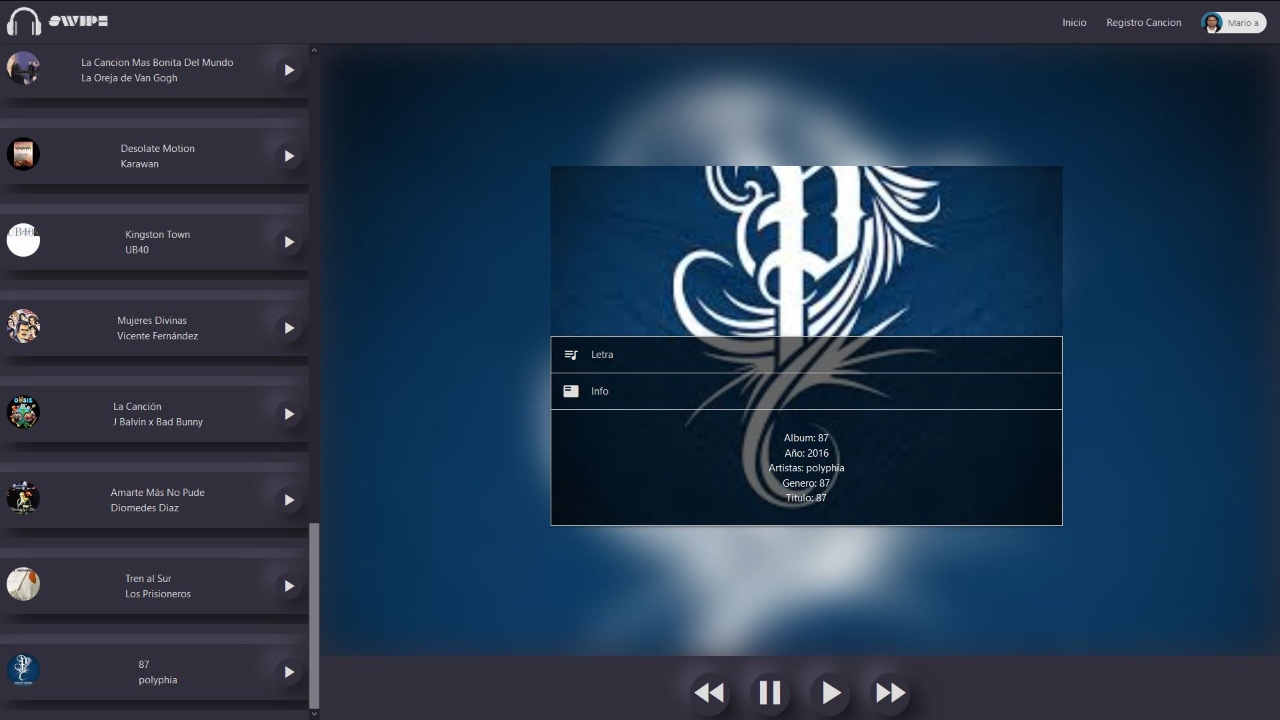 SWIPE
Inicio
Registro Cancion
Mario a
La Cancion Mas Bonita Del Mundo
La Oreja de Van Gogh
Desolate Motion
Karawan
UB40
Kingston Town
UB40
Mujeres Divinas
Vicente Fernández
La Canción
J Balvin x Bad Bunny
Amarte Más No Pude
Diomedes Diaz
Tren al Sur
Los Prisioneros
87
polyphia
Letra
Info
Album: 87
Año: 2016
Artistas: polyphia
Genero: 87
Titulo: 87